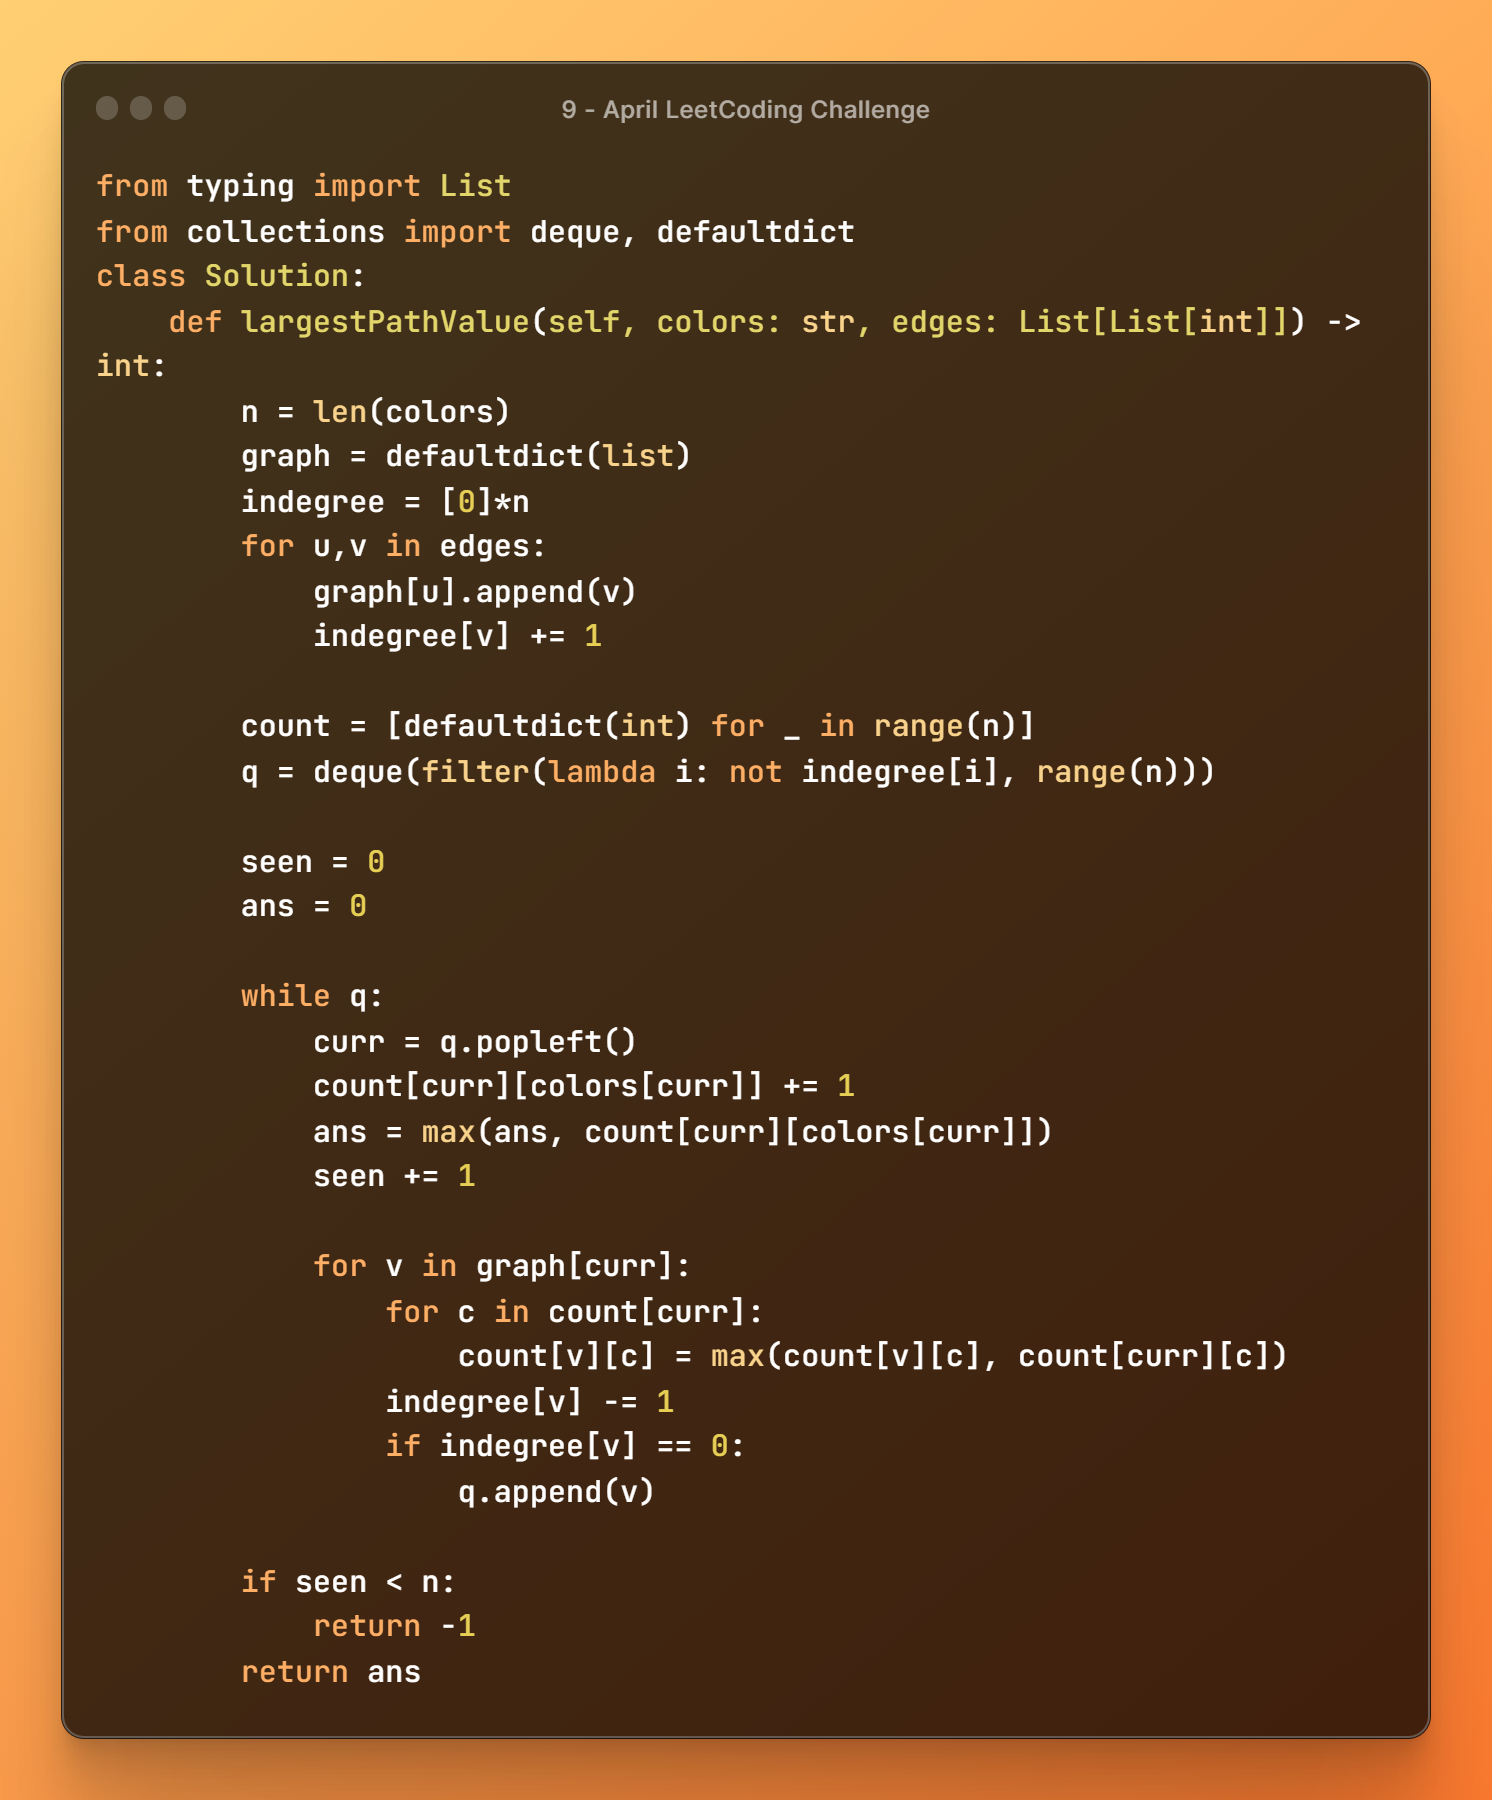 9 - April LeetCoding Challenge
from typing import List
from collections import deque, defaultdict
class Solution:
    def largestPathValue(self, colors: str, edges: List[List[int]]) ->
int:
        n = len(colors)
        graph = defaultdict(list)
        indegree = [0]*n
        for u,v in edges:
            graph[u].append(v)
            indegree[v] += 1

        count = [defaultdict(int) for _ in range(n)]
        q = deque(filter(lambda i: not indegree[i], range(n)))

        seen = 0
        ans = 0

        while q:
            curr = q.popleft()
            count[curr][colors[curr]] += 1
            ans = max(ans, count[curr][colors[curr]])
            seen += 1

            for v in graph[curr]:
                for c in count[curr]:
                    count[v][c] = max(count[v][c], count[curr][c])
                indegree[v] -= 1
                if indegree[v] == 0:
                    q.append(v)

        if seen < n:
            return -1
        return ans